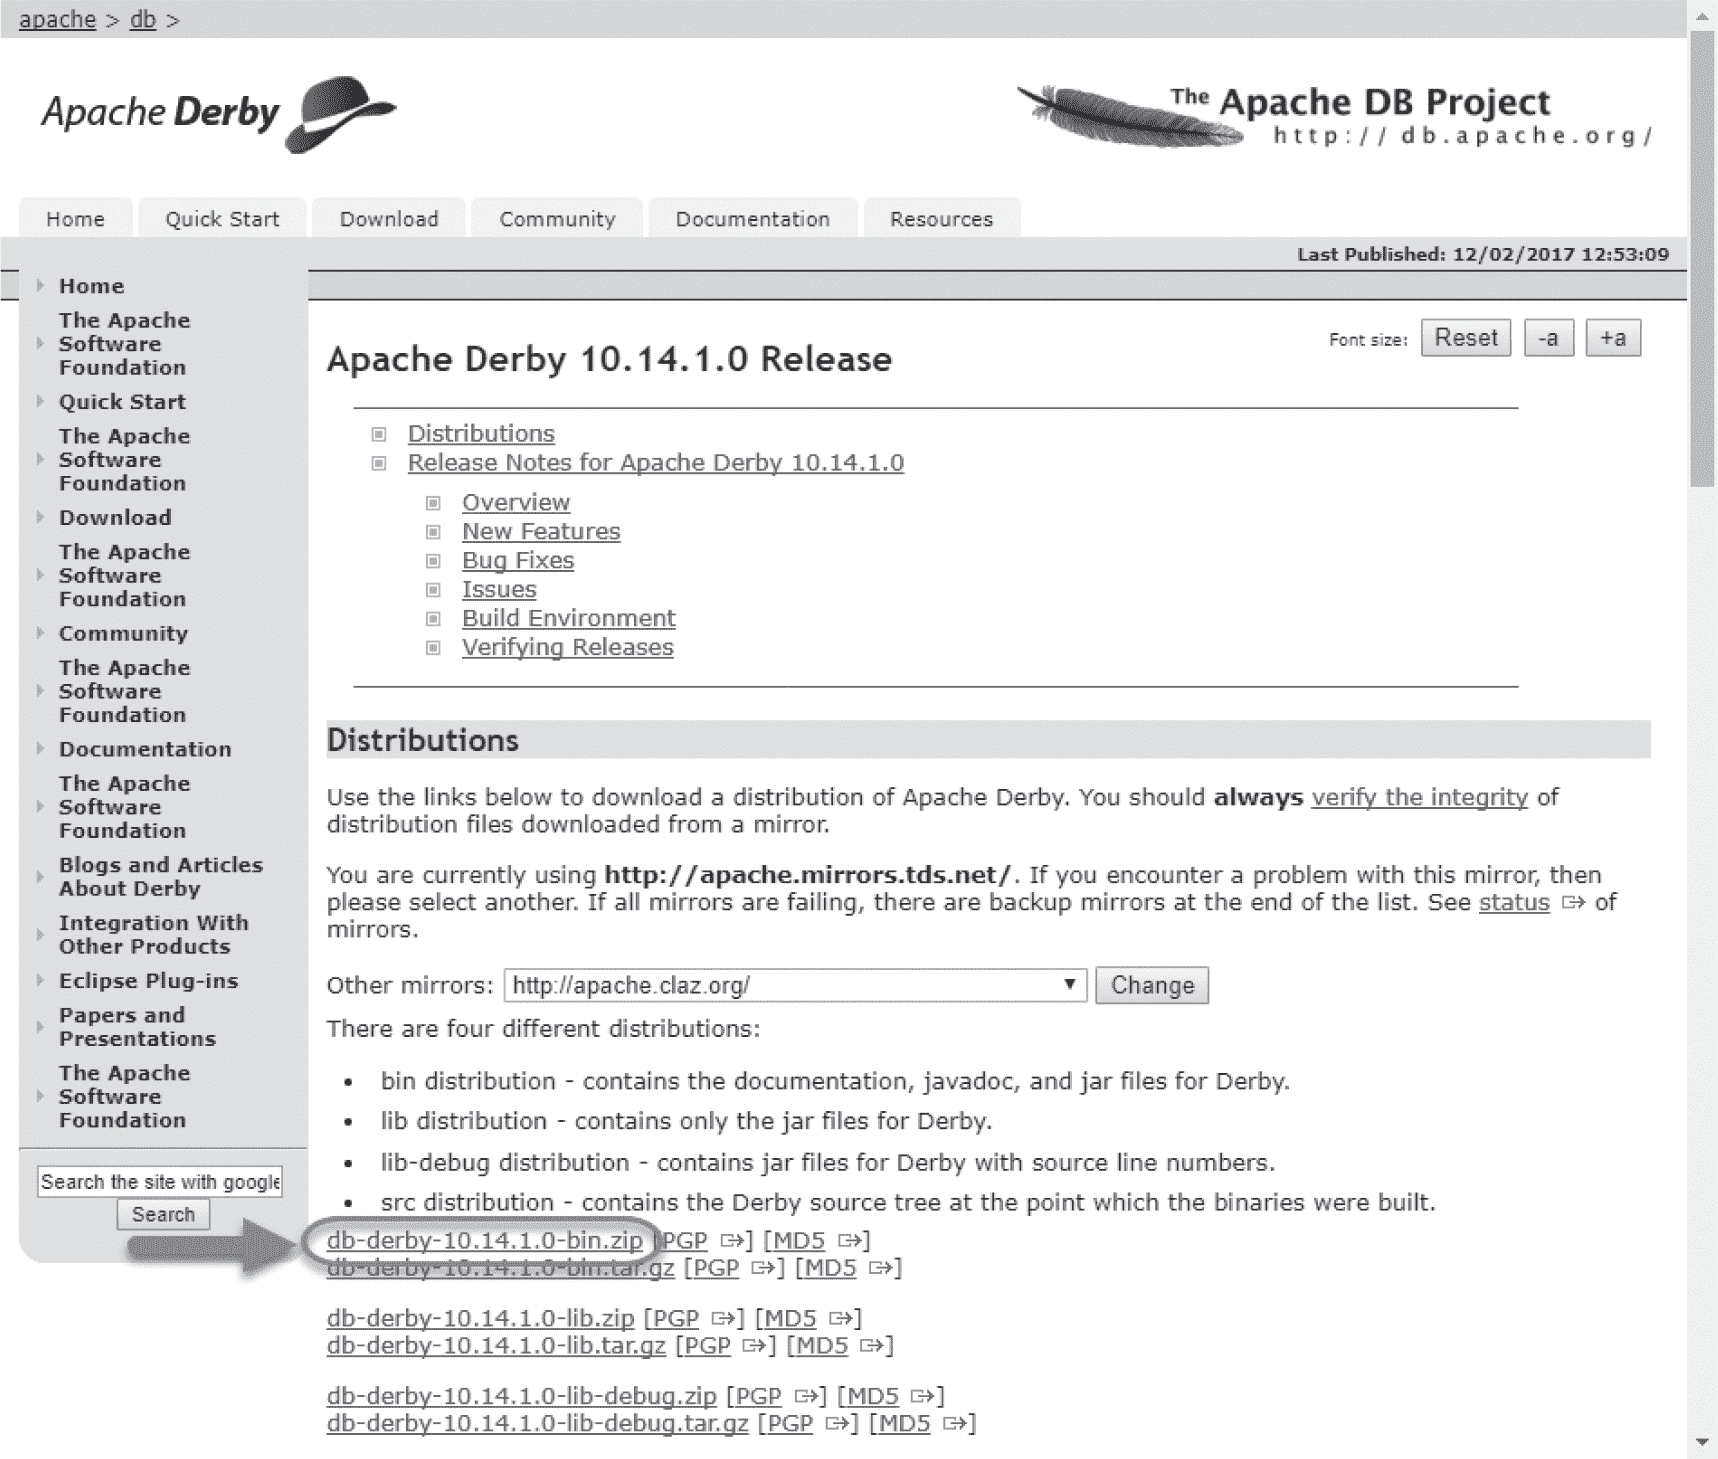 apache > db >
Apache Derby
The Apache DB Project
http:// db.apache.org/
Home
Quick Start
Download
Community
Documentation
Resources
Last Published: 12/02/2017 12:53:09
Home
The Apache
Software
Foundation
Quick Start
The Apache
Software
Foundation
Download
The Apache
Software
Foundation
Community
The Apache
Software
Foundation
Documentation
The Apache
Software
Foundation
Blogs and Articles
About Derby
Integration With
Other Products
Eclipse Plug-ins
Papers and
Presentations
The Apache
Software
Foundation
Search the site with google
Search
Font size: Reset -a +a
Apache Derby 10.14.1.0 Release
Distributions
Release Notes for Apache Derby 10.14.1.0
Overview
New Features
Bug Fixes
Issues
Build Environment
Verifying Releases
Distributions
Use the links below to download a distribution of Apache Derby. You should always verify the integrity of
distribution files downloaded from a mirror.
You are currently using http://apache.mirrors.tds.net/. If you encounter a problem with this mirror, then
please select another. If all mirrors are failing, there are backup mirrors at the end of the list. See status of
mirrors.
Other mirrors: http://apache.claz.org/ Change
There are four different distributions:
• bin distribution - contains the documentation, javadoc, and jar files for Derby.
• lib distribution - contains only the jar files for Derby.
• lib-debug distribution - contains jar files for Derby with source line numbers.
• src distribution - contains the Derby source tree at the point which the binaries were built.
db-derby-10.14.1.0-bin.zip [PGP] [MD5]
db-derby-10.14.1.0-bin.tar.gz [PGP] [MD5]
db-derby-10.14.1.0-lib.zip [PGP] [MD5]
db-derby-10.14.1.0-lib.tar.gz [PGP] [MD5]
db-derby-10.14.1.0-lib-debug.zip [PGP] [MD5]
db-derby-10.14.1.0-lib-debug.tar.gz [PGP] [MD5]